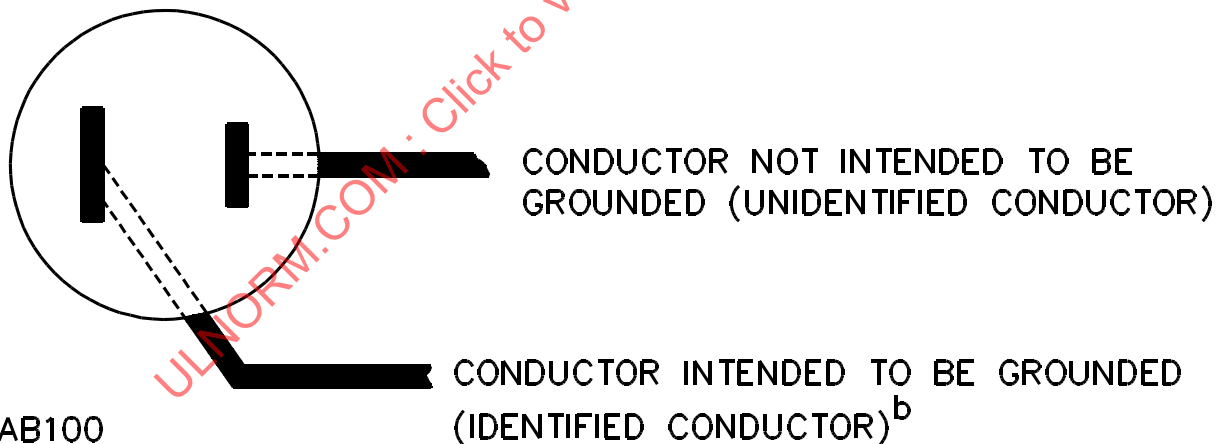 ULNORM.COM : Click to v
CONDUCTOR NOT INTENDED TO BE
GROUNDED (UNIDENTIFIED CONDUCTOR)
CONDUCTOR INTENDED TO BE GROUNDED
(IDENTIFIED CONDUCTOR)b
AB100